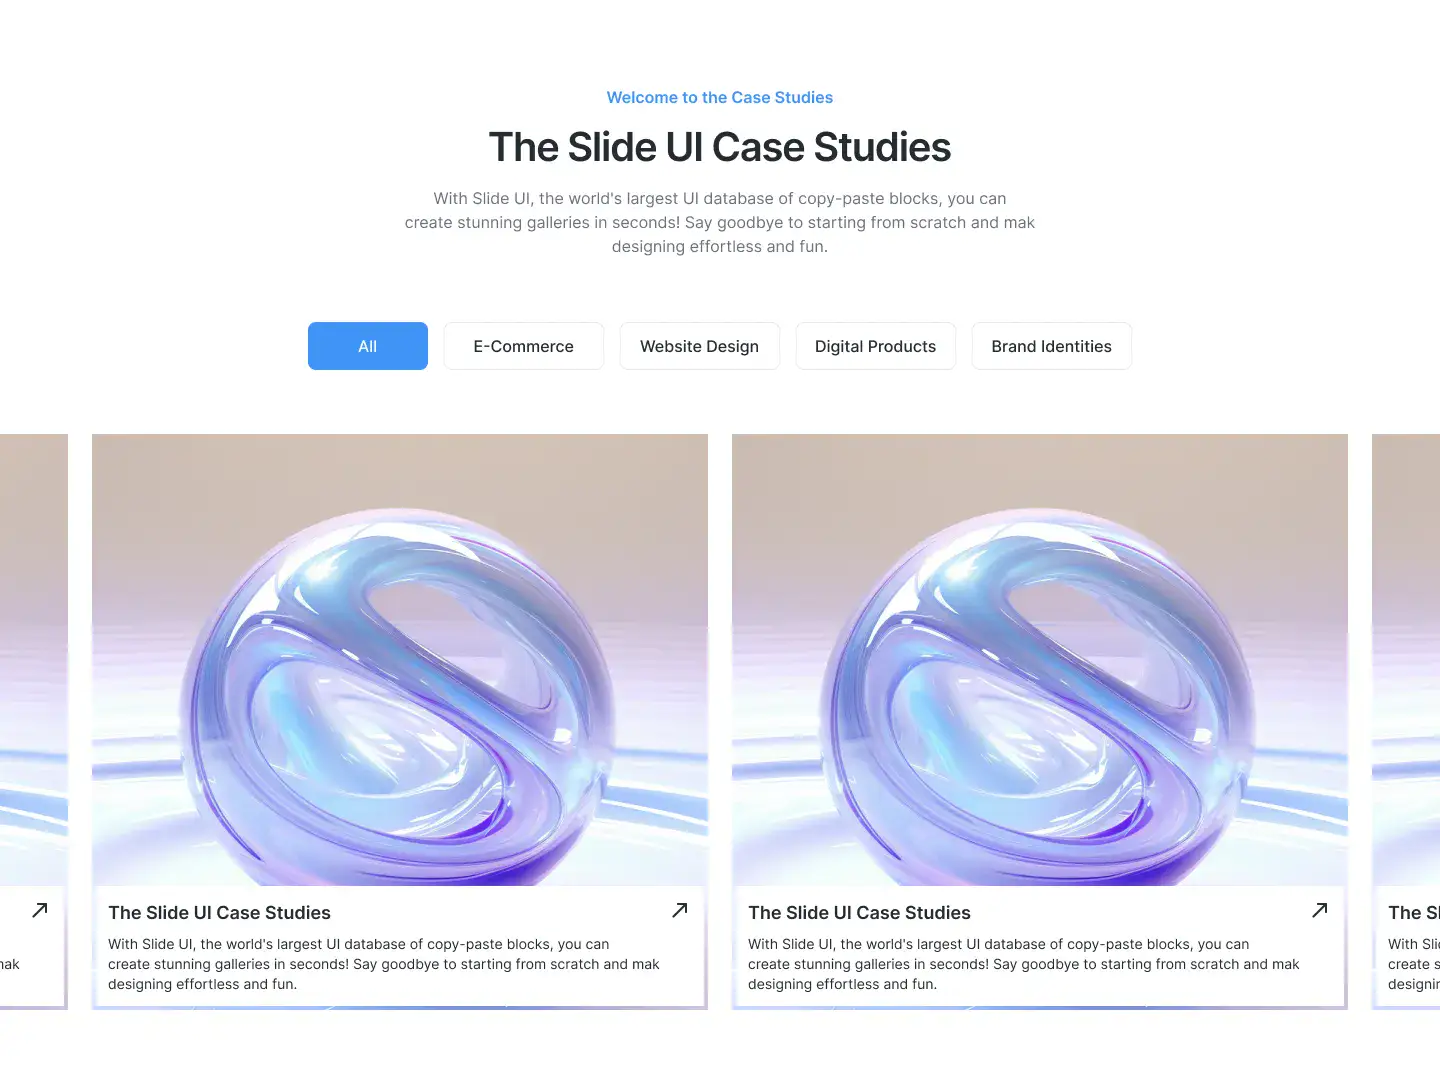 Welcome to the Case Studies
The Slide UI Case Studies
With Slide UI, the world's largest UI database of copy-paste blocks, you can
create stunning galleries in seconds! Say goodbye to starting from scratch and mak
designing effortless and fun.
All
E-Commerce
Website Design
Digital Products
Brand Identities
mak
The Slide UI Case Studies
With Slide UI, the world's largest UI database of copy-paste blocks, you can
create stunning galleries in seconds! Say goodbye to starting from scratch and mak
designing effortless and fun.
The Slide UI Case Studies
With Slide UI, the world's largest UI database of copy-paste blocks, you can
create stunning galleries in seconds! Say goodbye to starting from scratch and mak
designing effortless and fun.
The Sl
With Sli
create s
designin